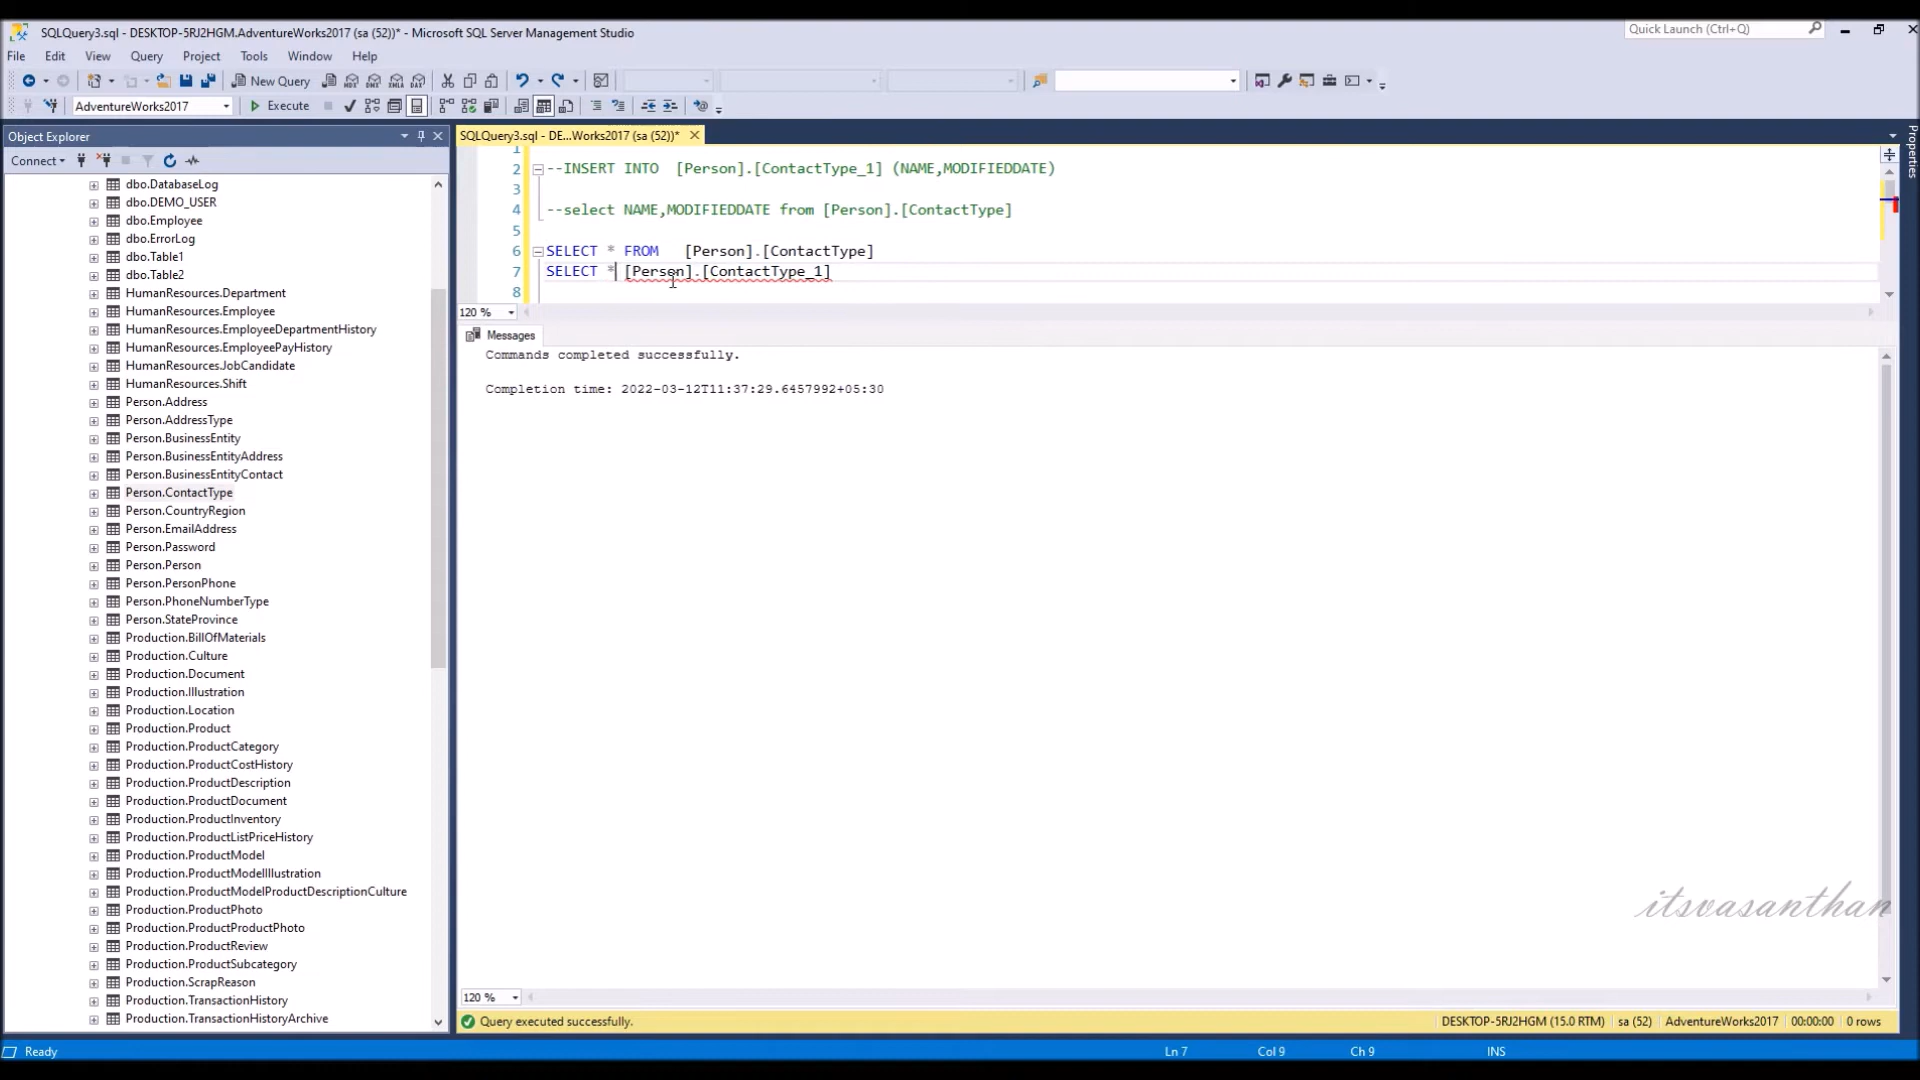 SQLQuery3.sql - DESKTOP-5RJ2HGM.AdventureWorks2017 (sa (52))* - Microsoft SQL Server Management Studio
Quick Launch (Ctrl+Q)
File Edit View Query Project Tools Window Help
New Query
AdventureWorks2017 Execute
Object Explorer
Connect
dbo.DatabaseLog
dbo.DEMO_USER
dbo.Employee
dbo.ErrorLog
dbo.Table1
dbo.Table2
HumanResources.Department
HumanResources.Employee
HumanResources.EmployeeDepartmentHistory
HumanResources.EmployeePayHistory
HumanResources.JobCandidate
HumanResources.Shift
Person.Address
Person.AddressType
Person.BusinessEntity
Person.BusinessEntityAddress
Person.BusinessEntityContact
Person.ContactType
Person.CountryRegion
Person.EmailAddress
Person.Password
Person.Person
Person.PersonPhone
Person.PhoneNumberType
Person.StateProvince
Production.BillOfMaterials
Production.Culture
Production.Document
Production.Illustration
Production.Location
Production.Product
Production.ProductCategory
Production.ProductCostHistory
Production.ProductDescription
Production.ProductDocument
Production.ProductInventory
Production.ProductListPriceHistory
Production.ProductModel
Production.ProductModelIllustration
Production.ProductModelProductDescriptionCulture
Production.ProductPhoto
Production.ProductProductPhoto
Production.ProductReview
Production.ProductSubcategory
Production.ScrapReason
Production.TransactionHistory
Production.TransactionHistoryArchive
SQLQuery3.sql - DE...Works2017 (sa (52))*
1
2 --INSERT INTO [Person].[ContactType_1] (NAME,MODIFIEDDATE)
3
4 --select NAME,MODIFIEDDATE from [Person].[ContactType]
5
6 SELECT * FROM [Person].[ContactType]
7 SELECT * [Person].[ContactType_1]
8
120 %
Messages
Commands completed successfully.
Completion time: 2022-03-12T11:37:29.6457992+05:30
itsvasanthan
120 %
Query executed successfully. DESKTOP-5RJ2HGM (15.0 RTM) sa (52) AdventureWorks2017 00:00:00 0 rows
Ready Ln 7 Col 9 Ch 9 INS
Properties